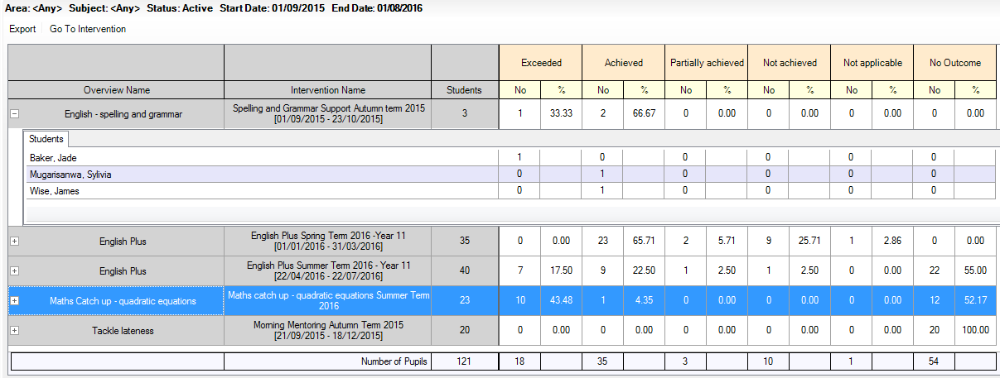 Area: <Any> Subject: <Any> Status: Active Start Date: 01/09/2015 End Date: 01/08/2016
Export Go To Intervention
Exceeded Achieved Partially achieved Not achieved Not applicable No Outcome
Overview Name Intervention Name Students No % No % No % No % No % No %
English - spelling and grammar Spelling and Grammar Support Autumn term 2015 3 1 33.33 2 66.67 0 0.00 0 0.00 0 0.00 0 0.00
[01/09/2015 - 23/10/2015]
Students
Baker, Jade 1 0 0 0 0 0
Mugarisanwa, Sylivia 0 1 0 0 0 0
Wise, James 0 1 0 0 0 0
English Plus English Plus Spring Term 2016 -Year 11 35 0 0.00 23 65.71 2 5.71 9 25.71 1 2.86 0 0.00
[01/01/2016 - 31/03/2016]
English Plus English Plus Summer Term 2016 - Year 11 40 7 17.50 9 22.50 1 2.50 1 2.50 0 0.00 22 55.00
[22/04/2016 - 22/07/2016]
Maths Catch up - quadratic equations Maths catch up - quadratic equations Summer Term 23 10 43.48 1 4.35 0 0.00 0 0.00 0 0.00 12 52.17
2016
Tackle lateness Morning Mentoring Autumn Term 2015 20 0 0.00 0 0.00 0 0.00 0 0.00 0 0.00 20 100.00
[21/09/2015 - 18/12/2015]
Number of Pupils 121 18 35 3 10 1 54